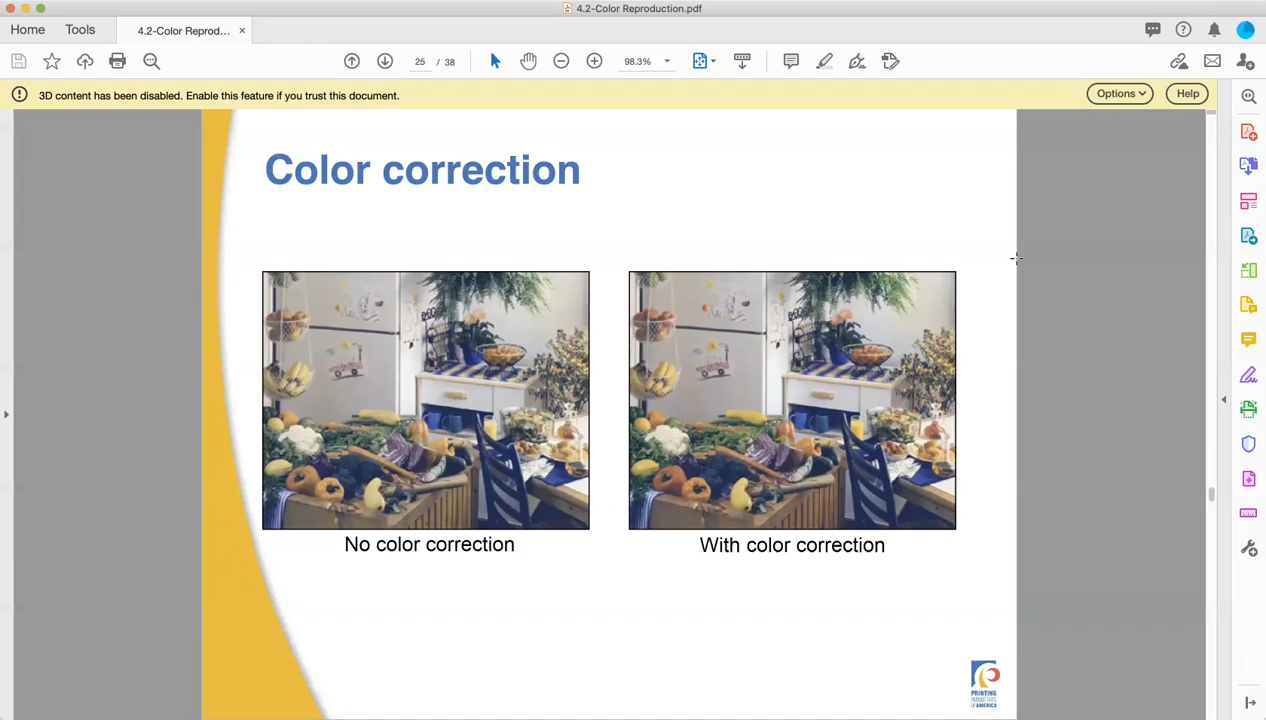 4.2-Color Reproduction.pdf
Home
Tools
4.2-Color Reprod...
25 / 38
98.3%
3D content has been disabled. Enable this feature if you trust this document.
Options
Help
Color correction
No color correction
With color correction
PRINTING
INDUSTRIES
OF AMERICA